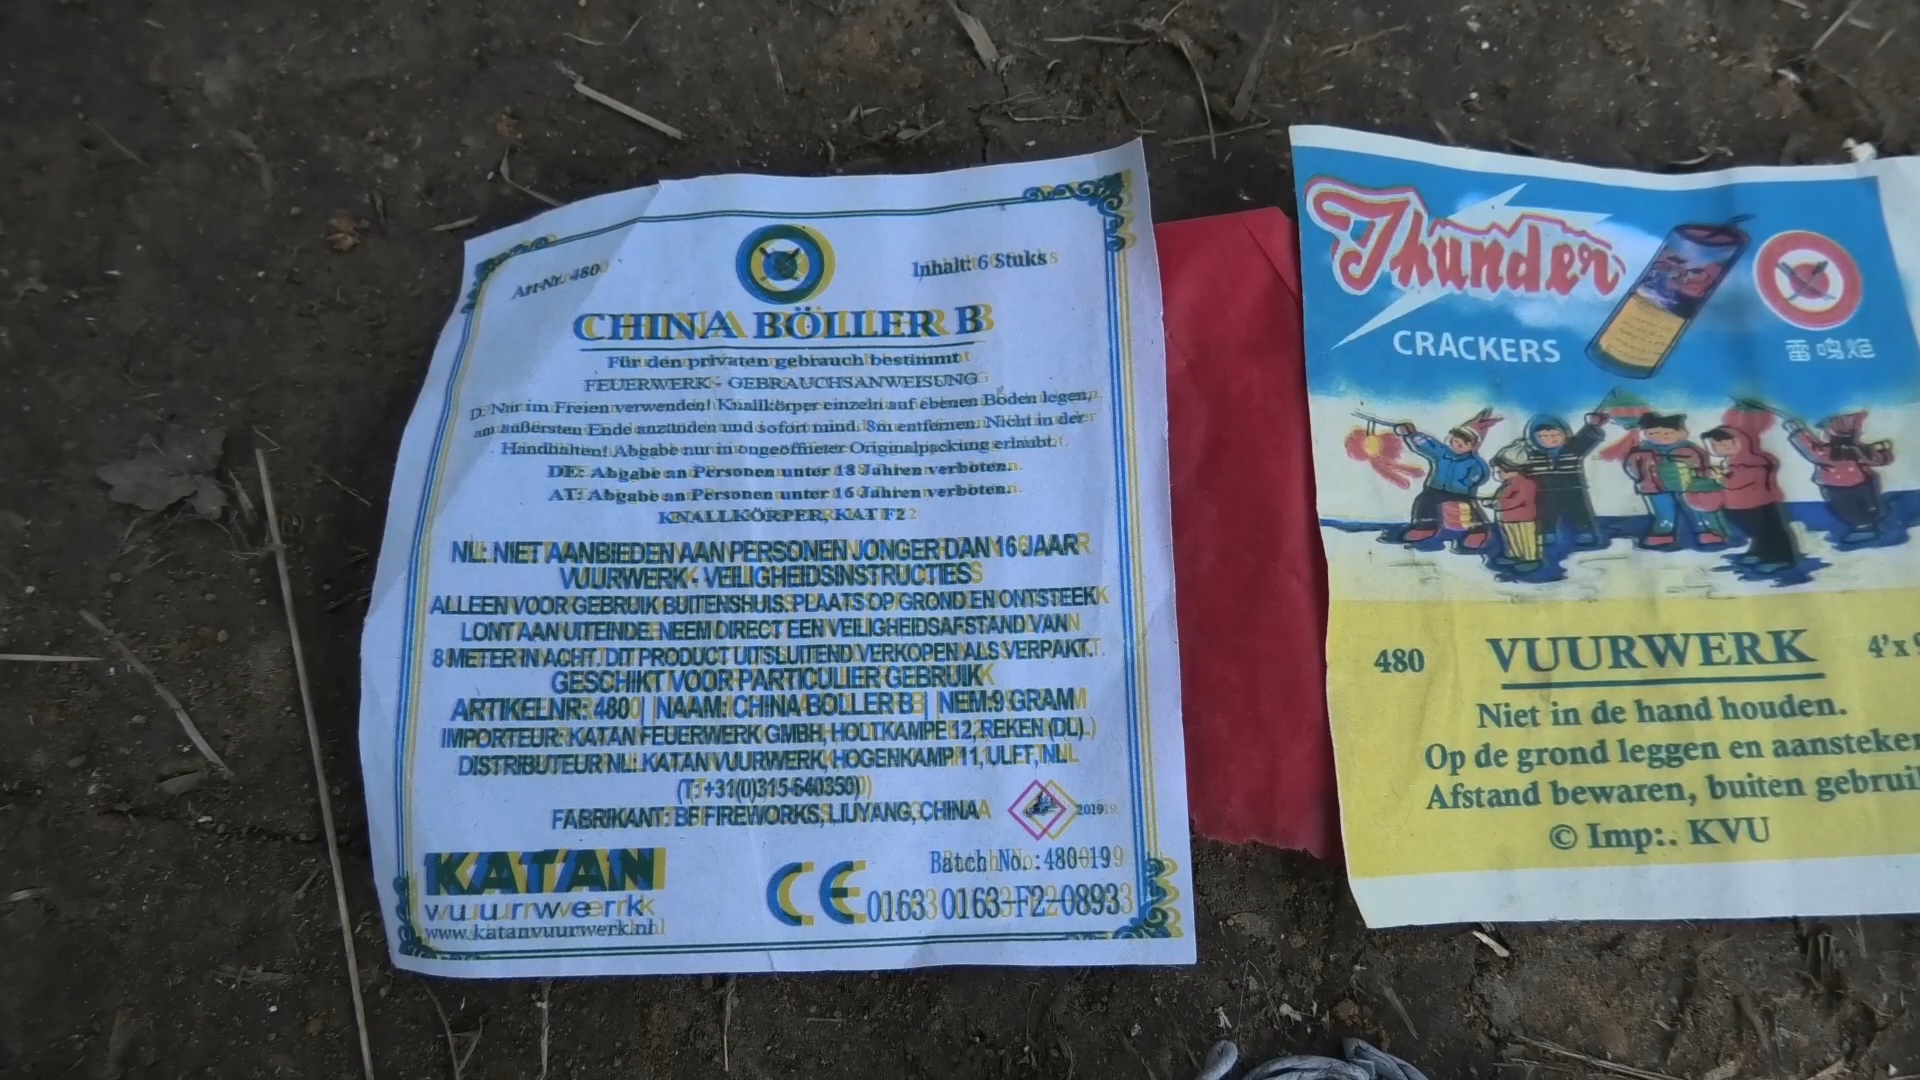 Art-Nr. 4800
Inhalt: 6 Stuks
CHINA BÖLLER B
Für den privaten gebrauch bestimmt
FEUERWERK - GEBRAUCHSANWEISUNG
D: Nur im Freien verwenden! Knallkörper einzeln auf ebenen Böden legen,
am äußersten Ende anzünden und sofort mind. 8m entfernen. Nicht in der
Hand halten! Abgabe nur in ongeöffneter Originalpackung erlaubt.
DE: Abgabe an Personen unter 18 Jahren verboten.
AT: Abgabe an Personen unter 16 Jahren verboten.
KNALLKÖRPER, KAT F2
NL: NIET AANBIEDEN AAN PERSONEN JONGER DAN 16 JAAR
VUURWERK - VEILIGHEIDSINSTRUCTIES
ALLEEN VOOR GEBRUIK BUITENSHUIS. PLAATS OP GROND EN ONTSTEEK
LONT AAN UITEINDE. NEEM DIRECT EEN VEILIGHEIDSAFSTAND VAN
8 METER IN ACHT. DIT PRODUCT UITSLUITEND VERKOPEN ALS VERPAKT.
GESCHIKT VOOR PARTICULIER GEBRUIK
ARTIKELNR: 4800 | NAAM: CHINA BOLLER B | NEM: 9 GRAM
IMPORTEUR: KATAN FEUERWERK GMBH, HOLTKAMPE 12, REKEN (DL)
DISTRIBUTEUR NL: KATAN VUURWERK, HOGENKAMP 11, ULFT, NL
(T: +31(0)315-640350)
FABRIKANT: BF FIREWORKS, LIUYANG, CHINA
2019
KATAN
vuurwerk
www.katanvuurwerk.nl
CE
Batch No.: 480-19
0163 0163-F2-0893
Thunder
CRACKERS
雷鸣炮
480
VUURWERK
4'x
Niet in de hand houden.
Op de grond leggen en aansteken
Afstand bewaren, buiten gebrui
© Imp:. KVU